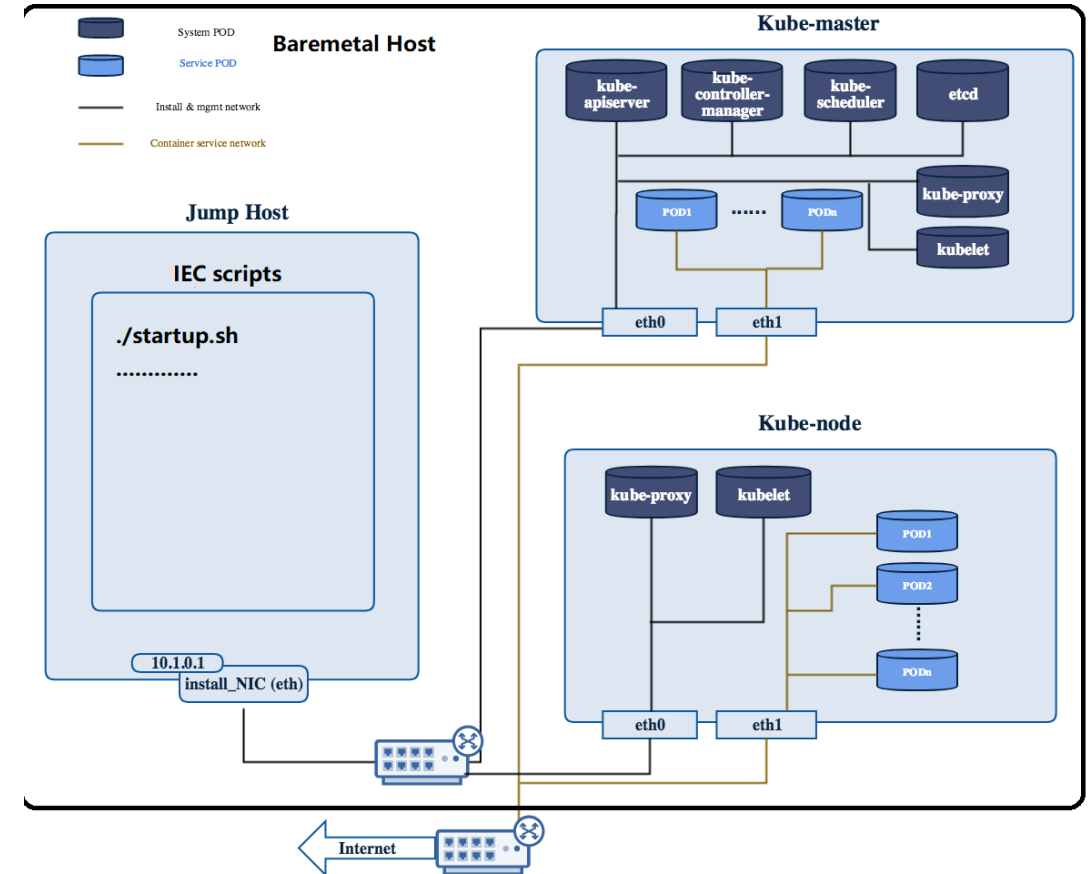 System POD
Baremetal Host
Service POD
Install & mgmt network
Container service network
Kube-master
kube-
apiserver
kube-
controller-
manager
kube-
scheduler
etcd
kube-proxy
POD1
......
PODn
kubelet
eth0
eth1
Jump Host
IEC scripts
./startup.sh
.............
10.1.0.1
install_NIC (eth)
Kube-node
kube-proxy
kubelet
POD1
POD2
PODn
eth0
eth1
Internet